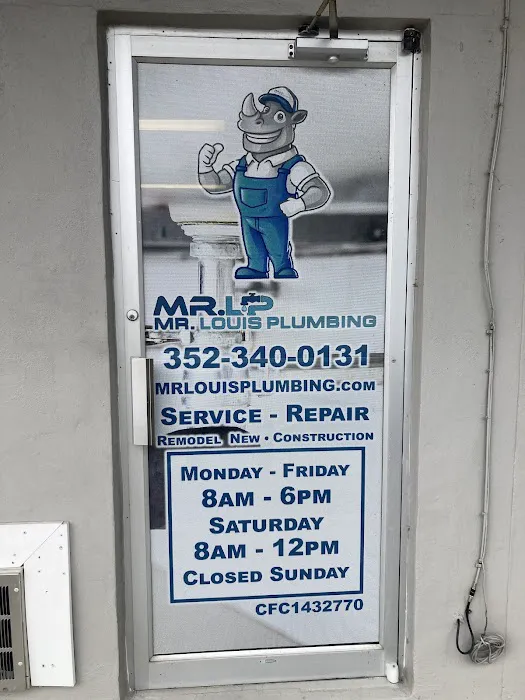 MR.LP
MR. LOUIS PLUMBING
352-340-0131
MRLOUISPLUMBING.COM
SERVICE - REPAIR
REMODEL NEW • CONSTRUCTION
MONDAY - FRIDAY
8AM - 6PM
SATURDAY
8AM - 12PM
CLOSED SUNDAY
CFC1432770